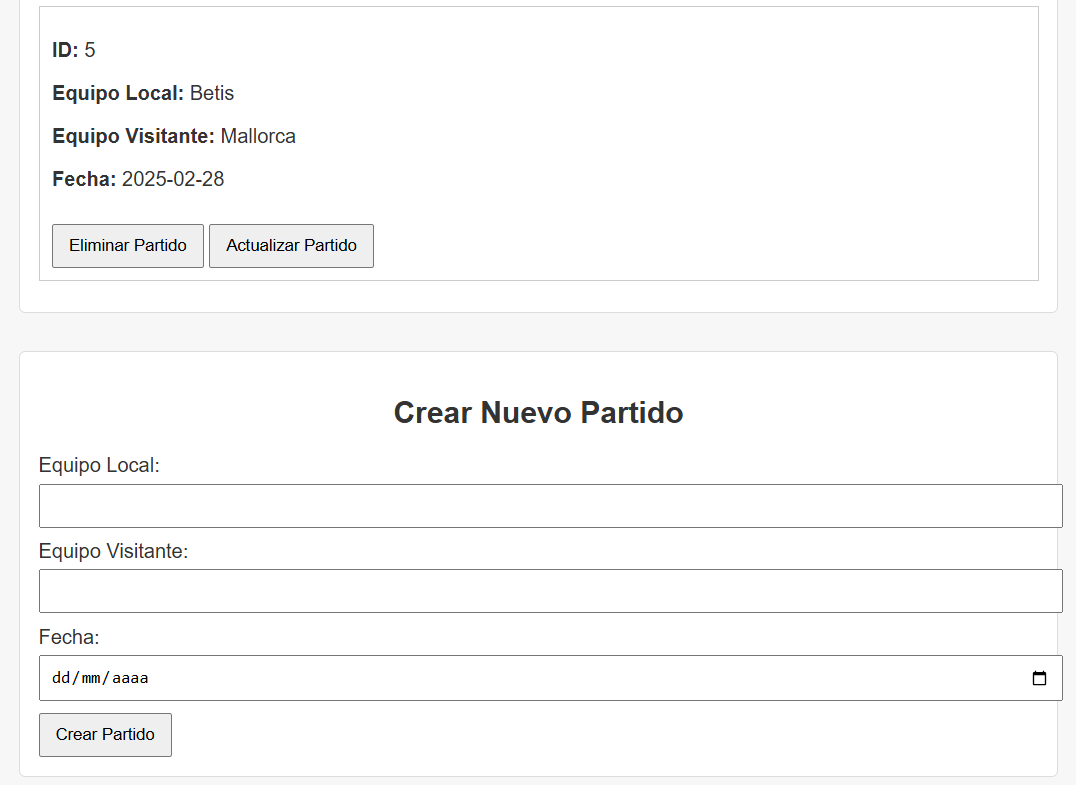 ID: 5
Equipo Local: Betis
Equipo Visitante: Mallorca
Fecha: 2025-02-28
Eliminar Partido Actualizar Partido
Crear Nuevo Partido
Equipo Local:
Equipo Visitante:
Fecha:
dd/mm/aaaa
Crear Partido